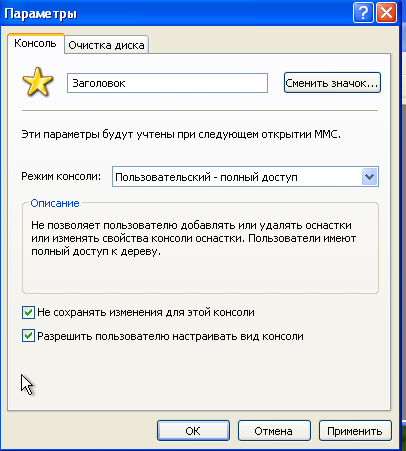 Параметры
Консоль Очистка диска
Заголовок Сменить значок...
Эти параметры будут учтены при следующем открытии MMC.
Режим консоли: Пользовательский - полный доступ
Описание
Не позволяет пользователю добавлять или удалять оснастки
или изменять свойства консоли оснастки. Пользователи имеют
полный доступ к дереву.
Не сохранять изменения для этой консоли
Разрешить пользователю настраивать вид консоли
OK Отмена Применить